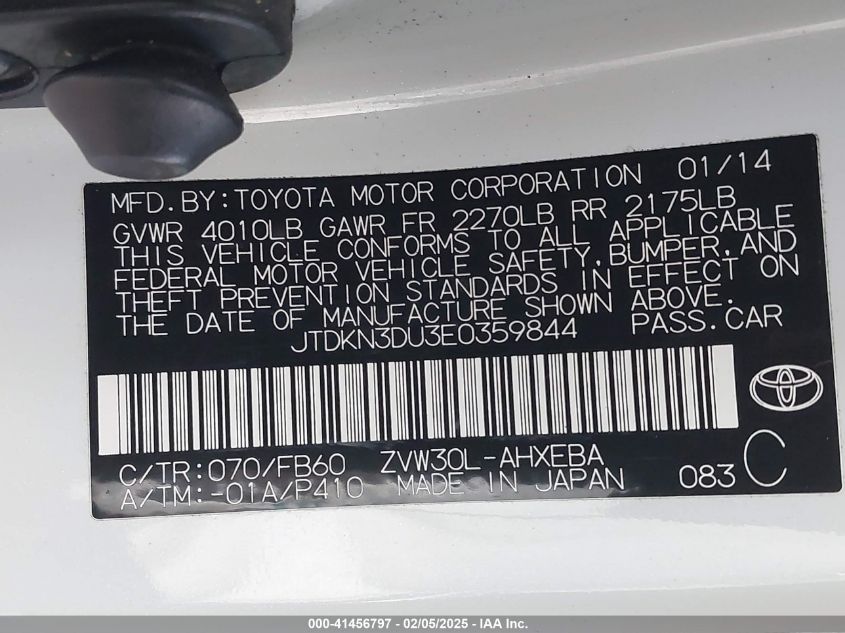 MFD.BY:TOYOTA MOTOR CORPORATION 01/14
GVWR 4010LB GAWR FR 2270LB RR 2175LB
THIS VEHICLE CONFORMS TO ALL APPLICABLE
FEDERAL MOTOR VEHICLE SAFETY,BUMPER,AND
THEFT PREVENTION STANDARDS IN EFFECT ON
THE DATE OF MANUFACTURE SHOWN ABOVE.
JTDKN3DU3E0359844 PASS.CAR
C/TR:070/FB60 ZVW30L-AHXEBA
A/TM:-01A/P410 MADE IN JAPAN 083 C
000-41456797 - 02/05/2025 - IAA Inc.